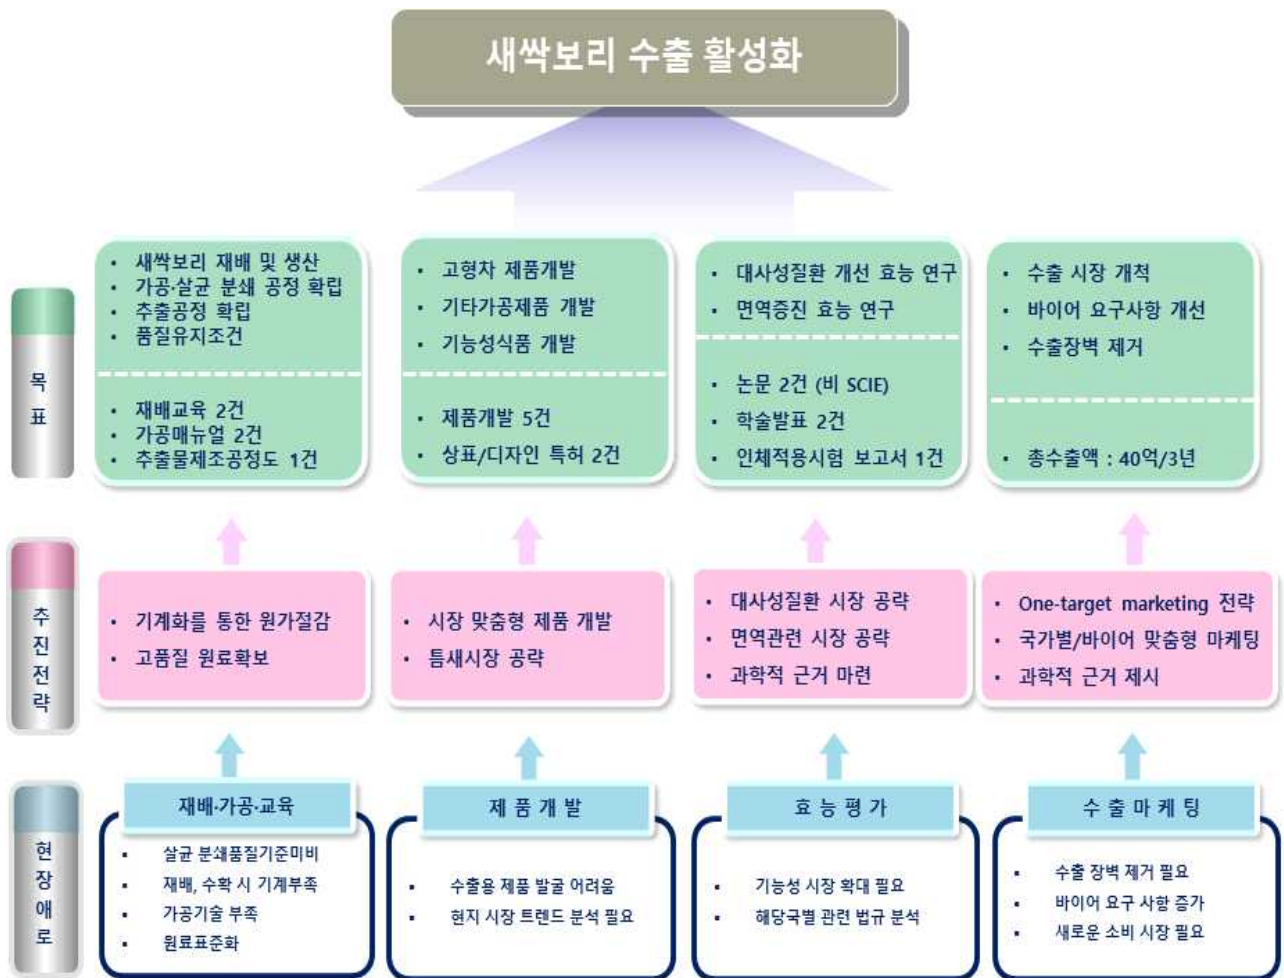 새싹보리 수출 활성화
목표
• 새싹보리 재배 및 생산
• 가공·살균 분쇄 공정 확립
• 추출공정 확립
• 품질유지조건
• 재배교육 2건
• 가공매뉴얼 2건
• 추출물제조공정도 1건
• 고형차 제품개발
• 기타가공제품 개발
• 기능성식품 개발
• 제품개발 5건
• 상표/디자인 특허 2건
• 대사성질환 개선 효능 연구
• 면역증진 효능 연구
• 논문 2건 (비 SCIE)
• 학술발표 2건
• 인체적용시험 보고서 1건
• 수출 시장 개척
• 바이어 요구사항 개선
• 수출장벽 제거
• 총수출액 : 40억/3년
추진전략
• 기계화를 통한 원가절감
• 고품질 원료확보
• 시장 맞춤형 제품 개발
• 틈새시장 공략
• 대사성질환 시장 공략
• 면역관련 시장 공략
• 과학적 근거 마련
• One-target marketing 전략
• 국가별/바이어 맞춤형 마케팅
• 과학적 근거 제시
현장애로
재배·가공·교육
▪ 살균 분쇄품질기준미비
▪ 재배, 수확 시 기계부족
▪ 가공기술 부족
▪ 원료표준화
제 품 개 발
▪ 수출용 제품 발굴 어려움
▪ 현지 시장 트렌드 분석 필요
효 능 평 가
▪ 기능성 시장 확대 필요
▪ 해당국별 관련 법규 분석
수 출 마 케 팅
▪ 수출 장벽 제거 필요
▪ 바이어 요구 사항 증가
▪ 새로운 소비 시장 필요